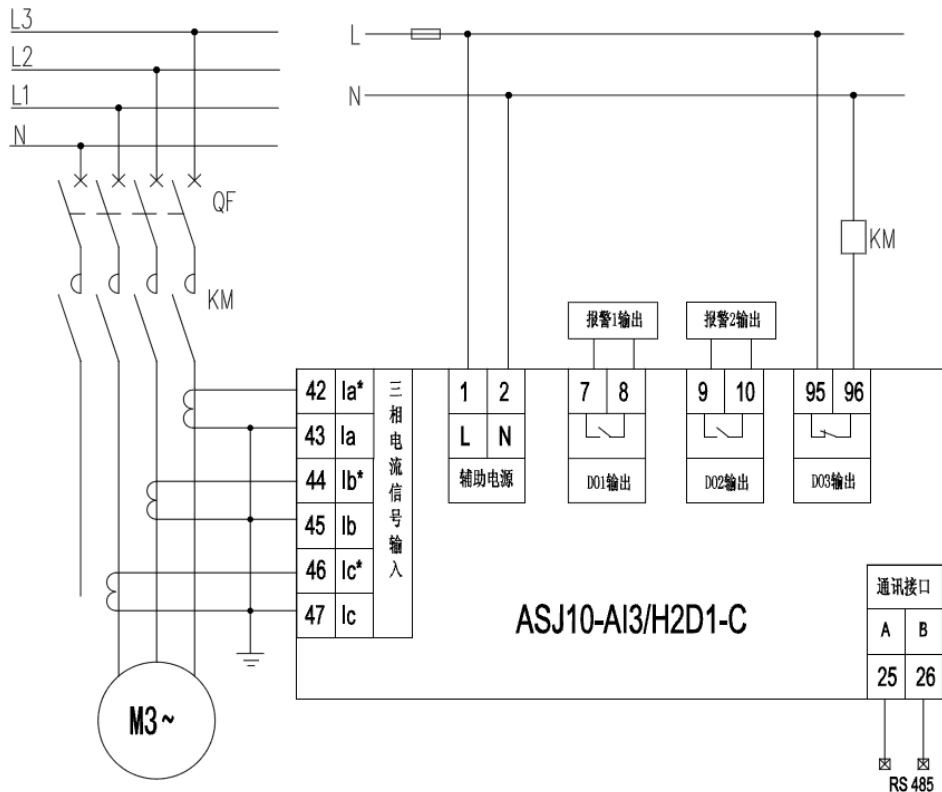 L3
L2
L1
N
QF
KM
L
N
KM
报警1输出
报警2输出
42 Ia*
43 Ia
44 Ib*
45 Ib
46 Ic*
47 Ic
三相电流信号输入
1 2
L N
辅助电源
7 8
DO1输出
9 10
DO2输出
95 96
DO3输出
ASJ10-AI3/H2D1-C
通讯接口
A B
25 26
RS 485
M3~